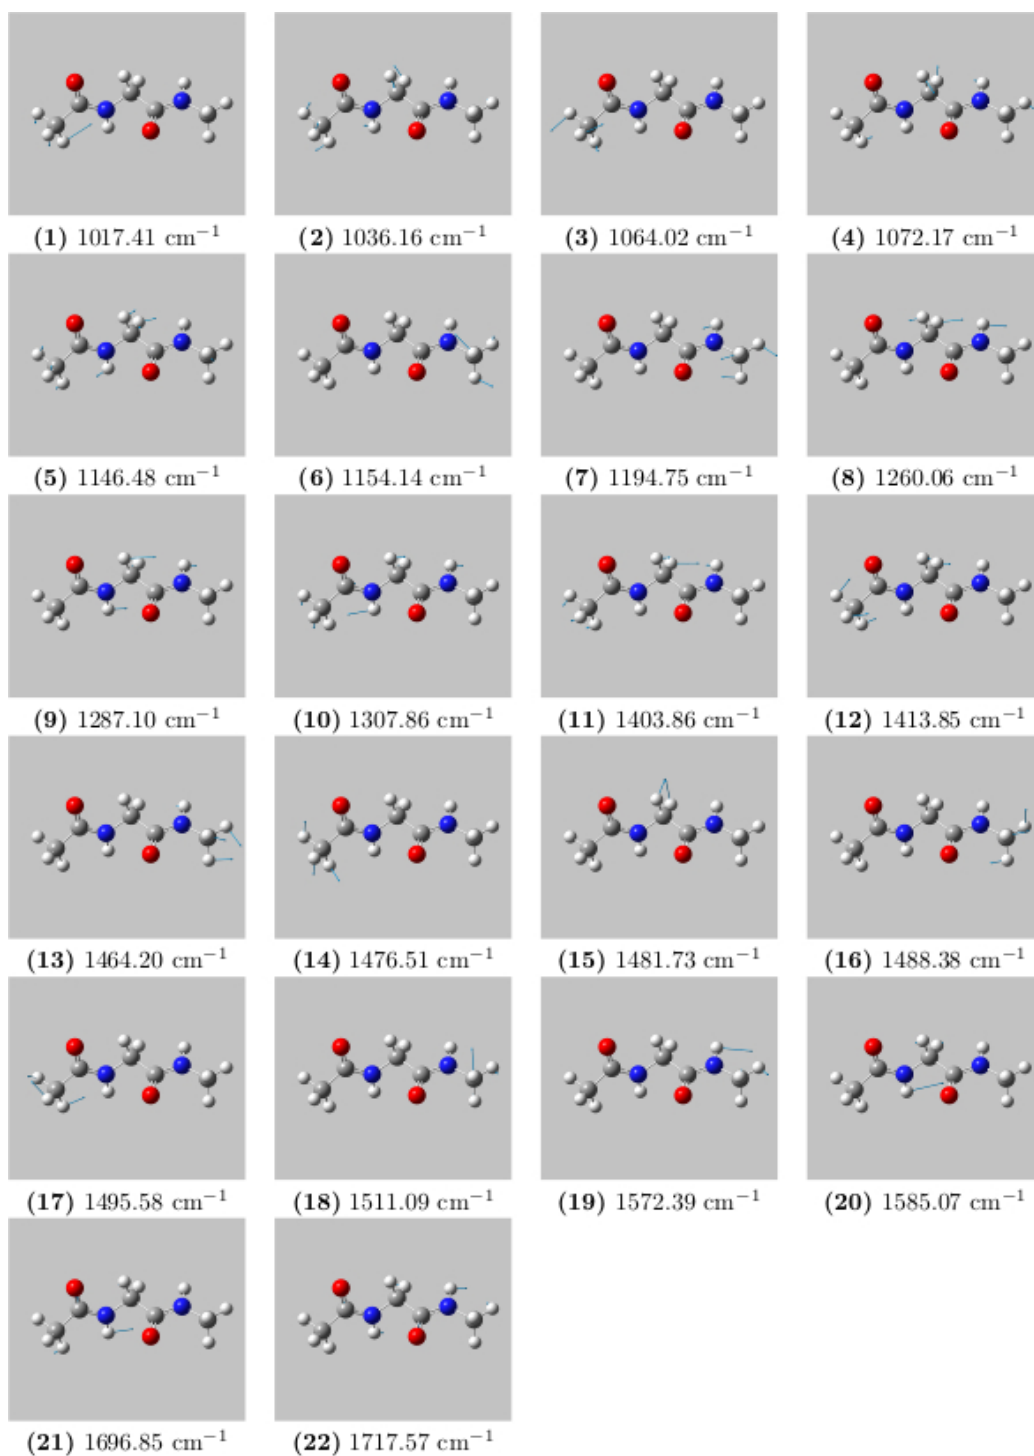 (1) 1017.41 cm⁻¹ (2) 1036.16 cm⁻¹ (3) 1064.02 cm⁻¹ (4) 1072.17 cm⁻¹
(5) 1146.48 cm⁻¹ (6) 1154.14 cm⁻¹ (7) 1194.75 cm⁻¹ (8) 1260.06 cm⁻¹
(9) 1287.10 cm⁻¹ (10) 1307.86 cm⁻¹ (11) 1403.86 cm⁻¹ (12) 1413.85 cm⁻¹
(13) 1464.20 cm⁻¹ (14) 1476.51 cm⁻¹ (15) 1481.73 cm⁻¹ (16) 1488.38 cm⁻¹
(17) 1495.58 cm⁻¹ (18) 1511.09 cm⁻¹ (19) 1572.39 cm⁻¹ (20) 1585.07 cm⁻¹
(21) 1696.85 cm⁻¹ (22) 1717.57 cm⁻¹